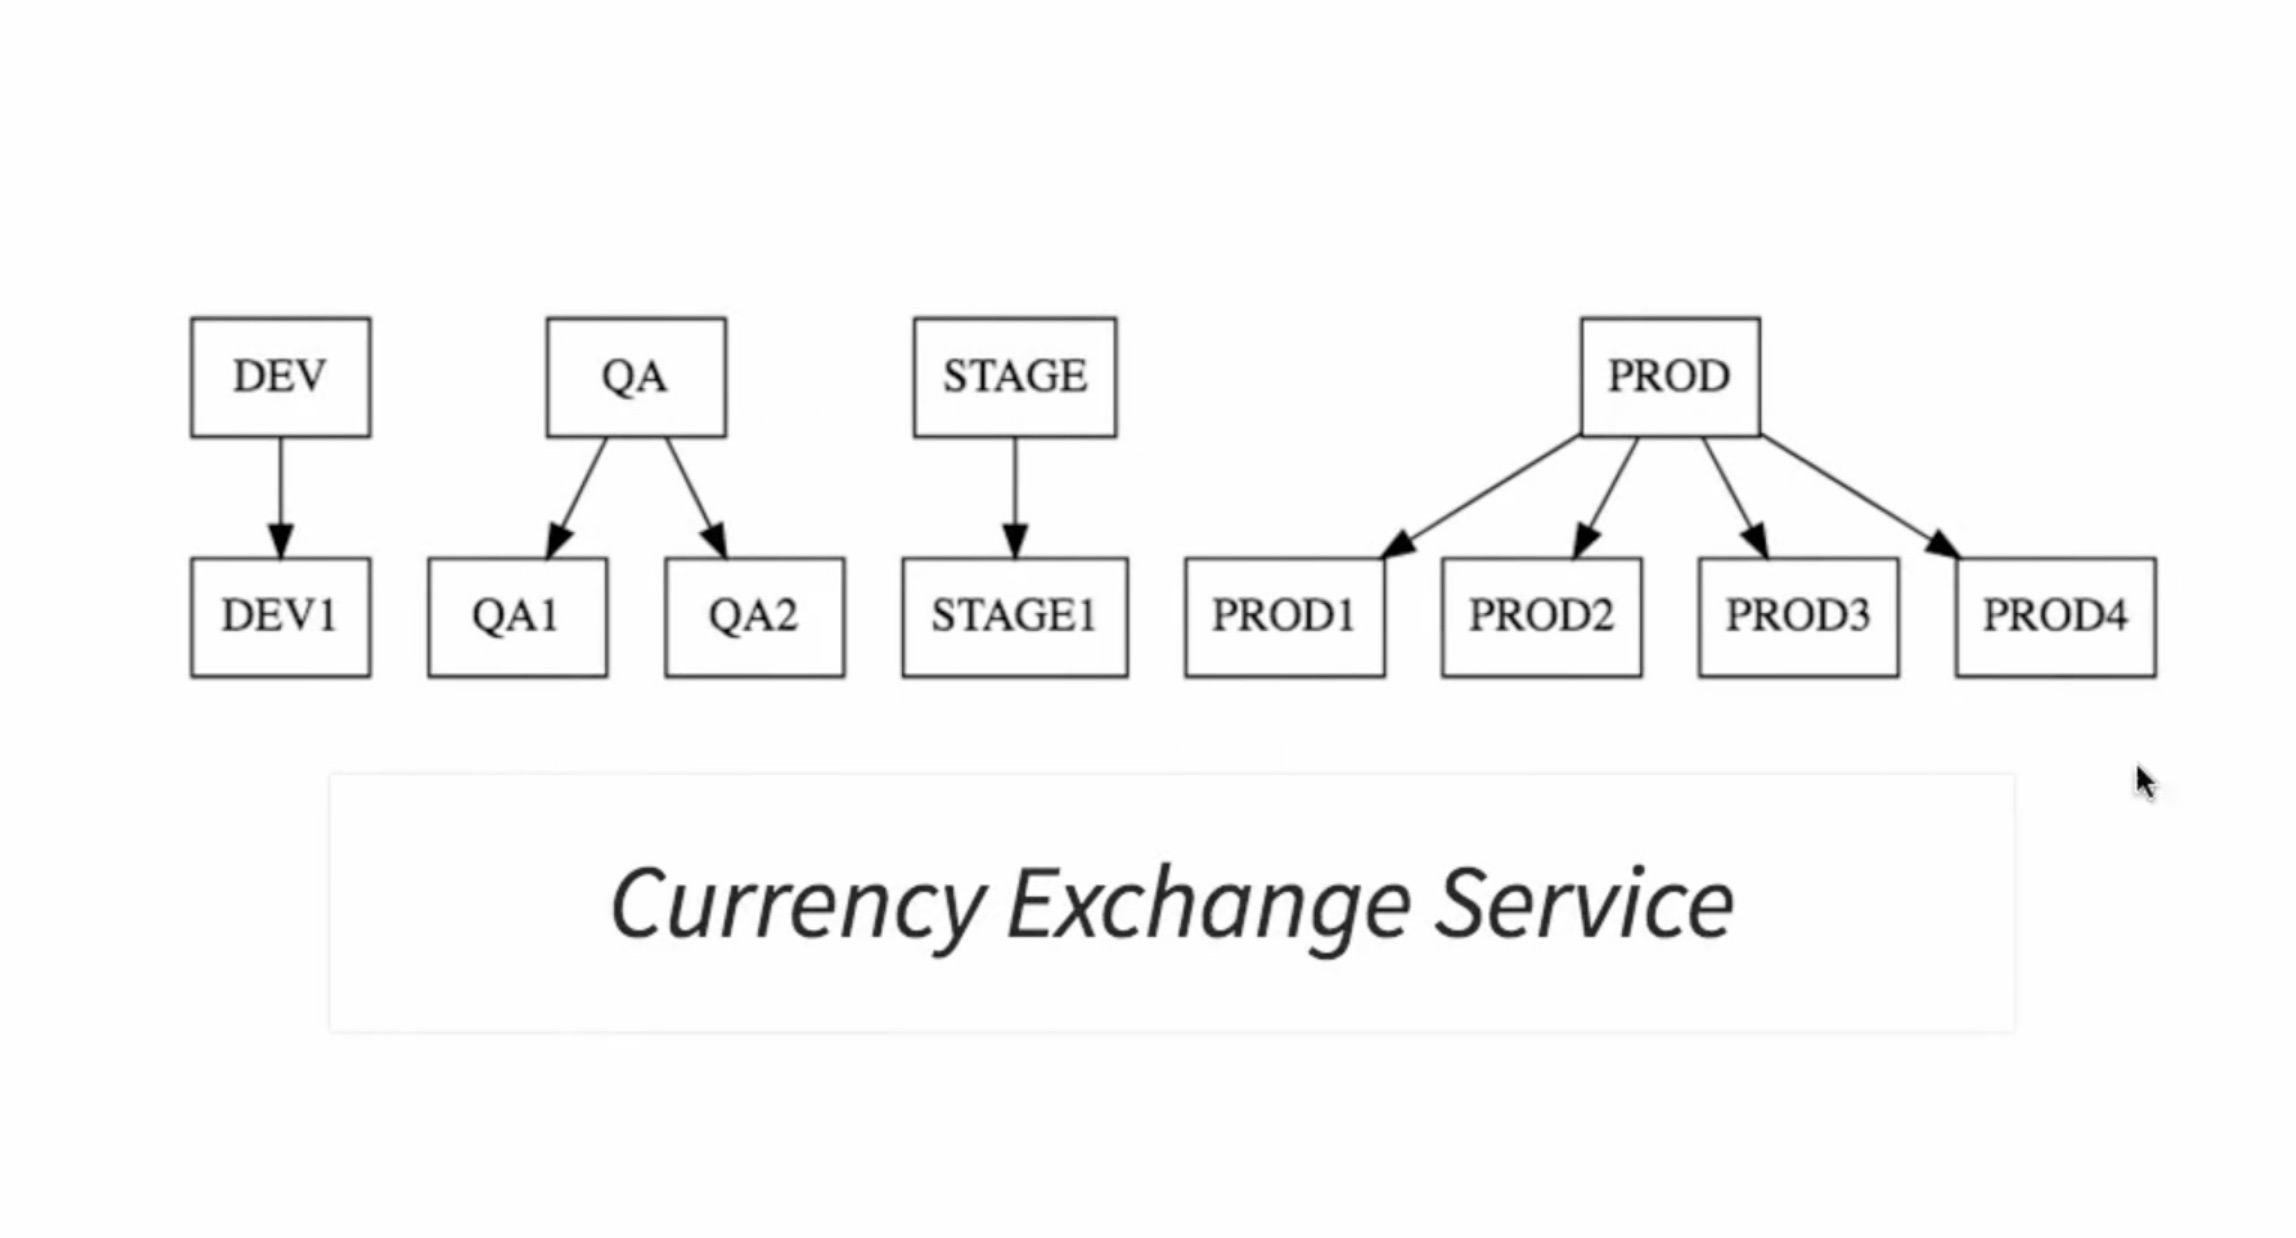 DEV QA STAGE PROD
DEV1 QA1 QA2 STAGE1 PROD1 PROD2 PROD3 PROD4
Currency Exchange Service